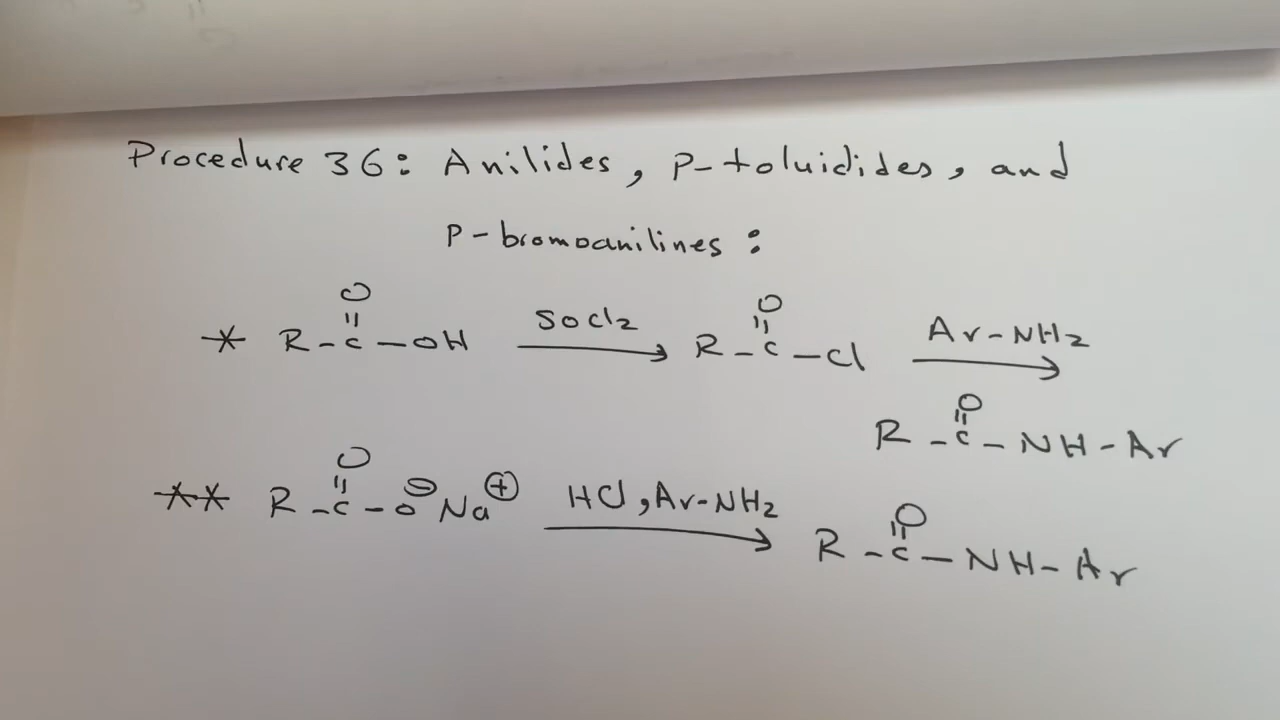 Procedure 36: Anilides, p-toluidides, and
p-bromoanilines:
* R-C(=O)-OH SOCl2 → R-C(=O)-Cl Ar-NH2 →
R-C(=O)-NH-Ar
** R-C(=O)-O⊖ Na⊕ HCl, Ar-NH2 → R-C(=O)-NH-Ar